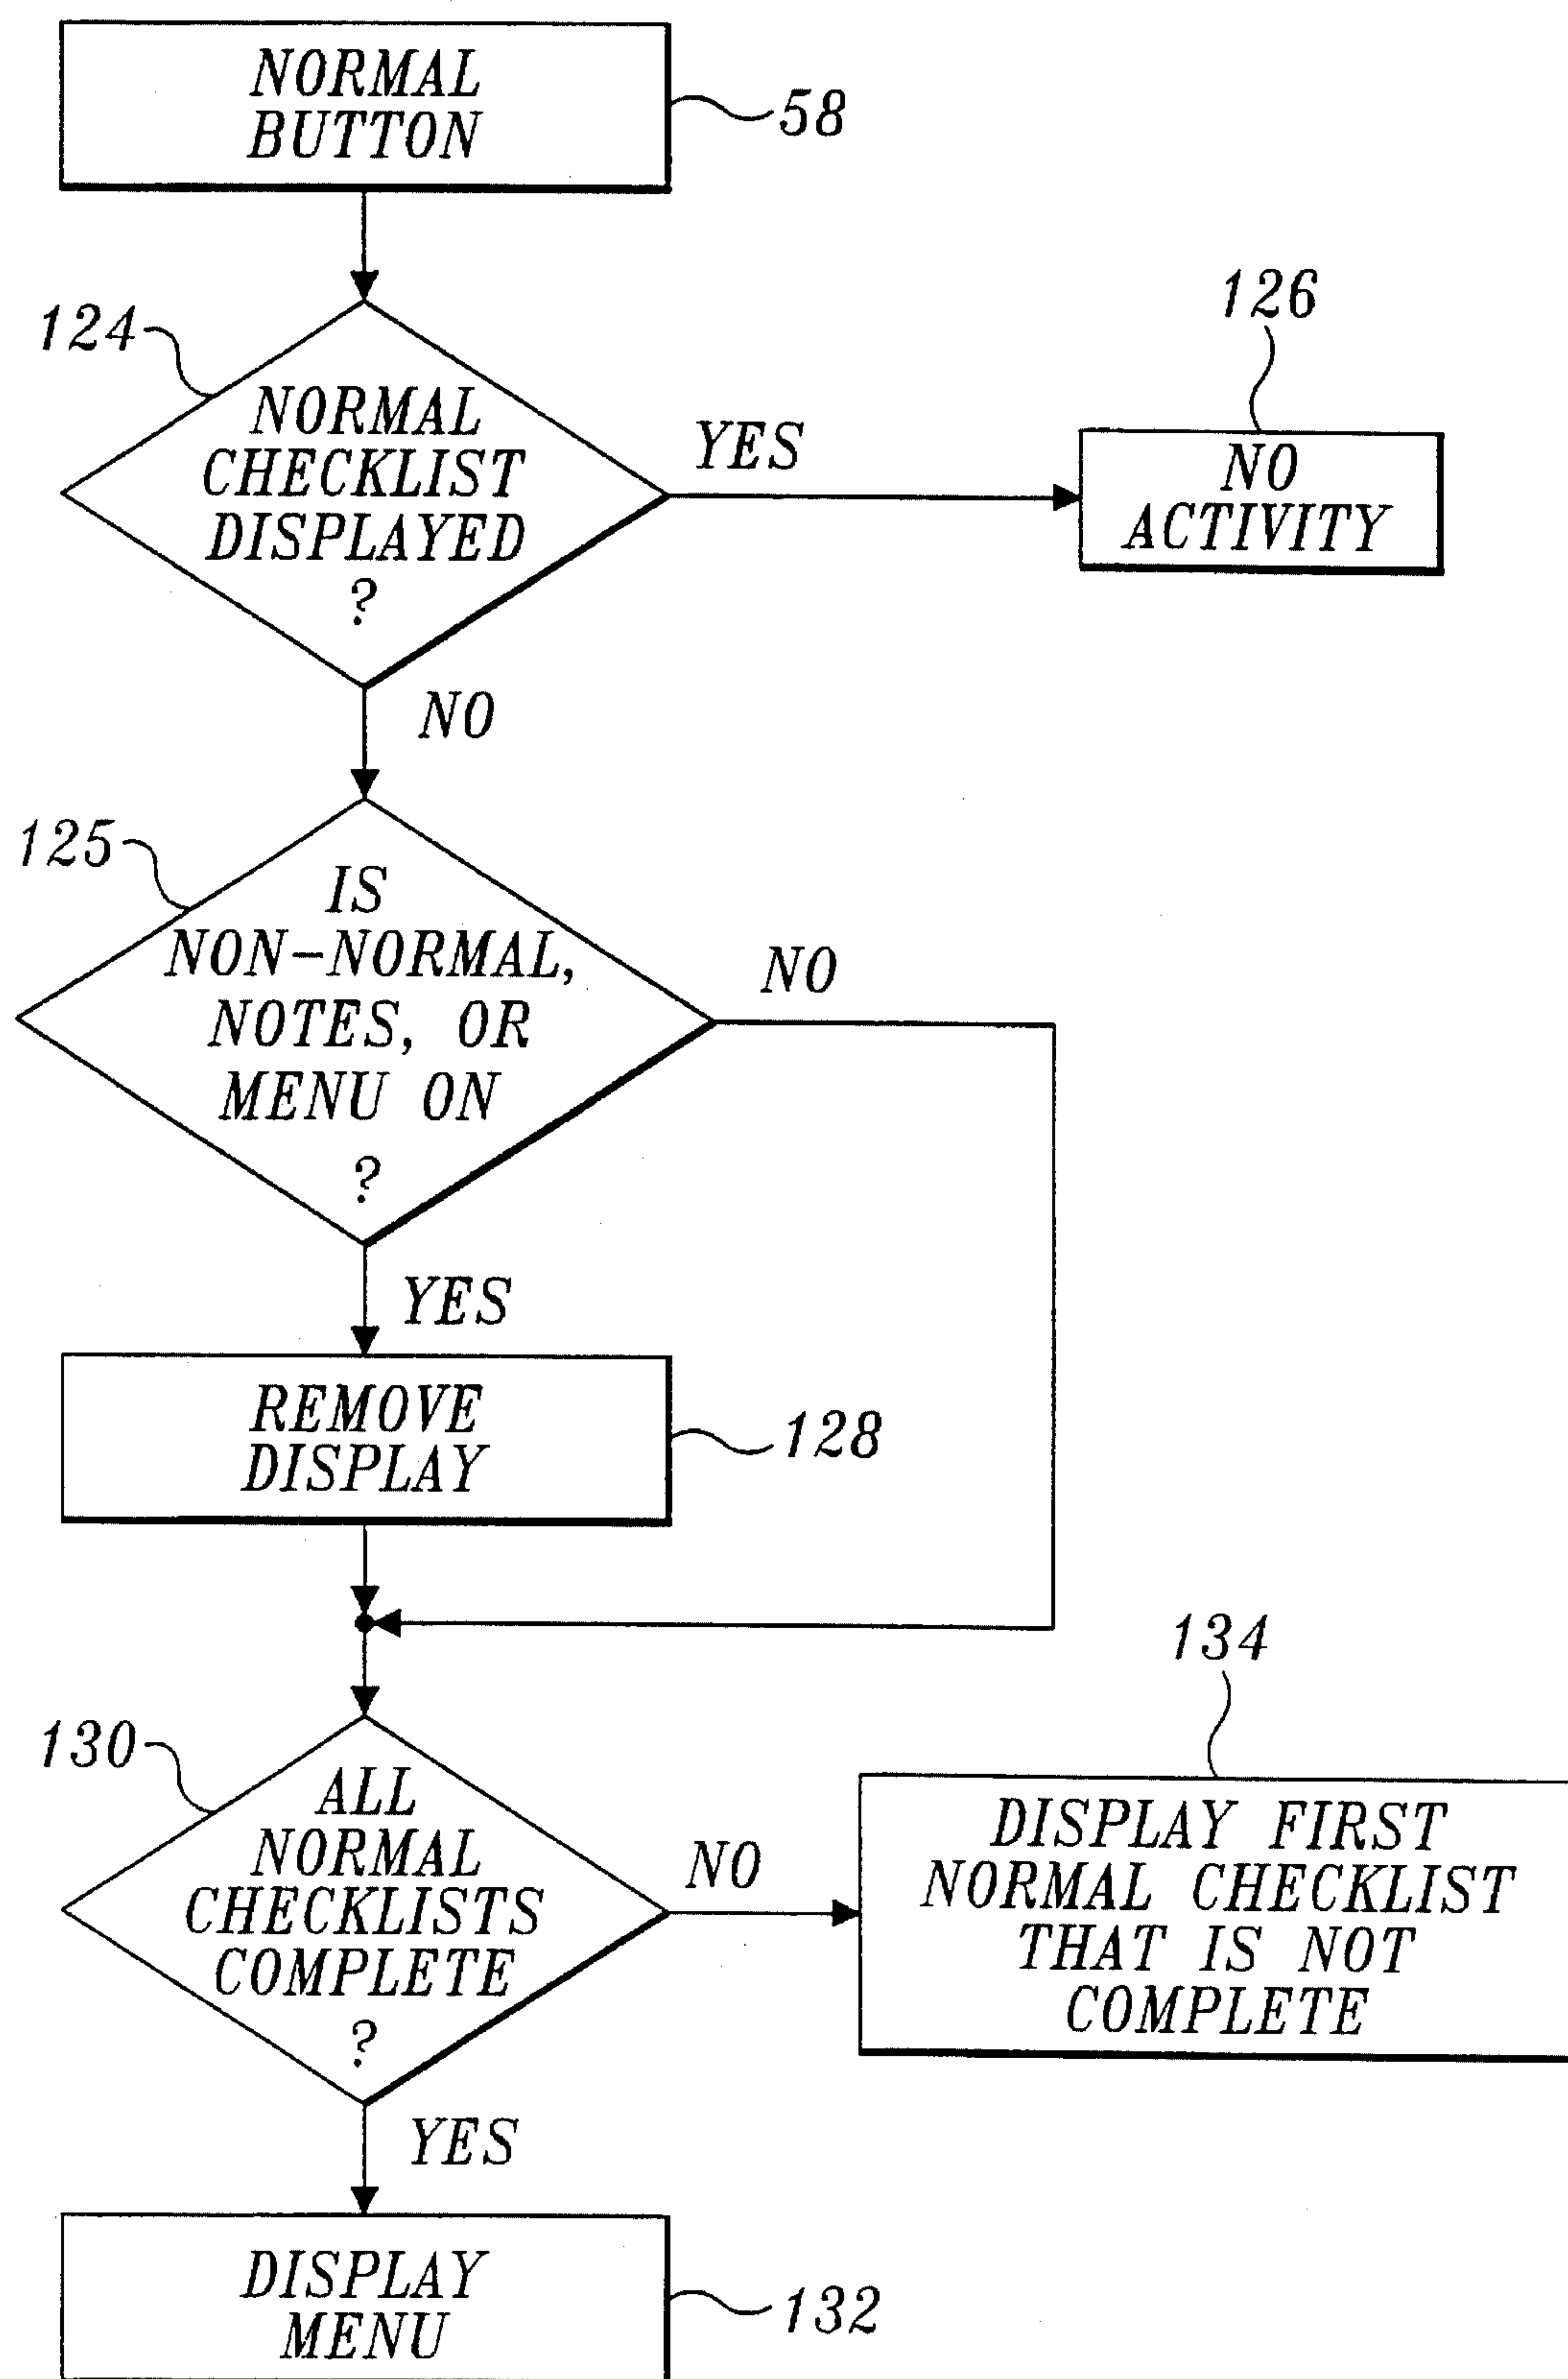 NORMAL
BUTTON
58
124
NORMAL
CHECKLIST
DISPLAYED
?
YES
126
NO
ACTIVITY
NO
125
IS
NON-NORMAL,
NOTES, OR
MENU ON
?
NO
YES
REMOVE
DISPLAY
128
130
ALL
NORMAL
CHECKLISTS
COMPLETE
?
NO
134
DISPLAY FIRST
NORMAL CHECKLIST
THAT IS NOT
COMPLETE
YES
DISPLAY
MENU
132